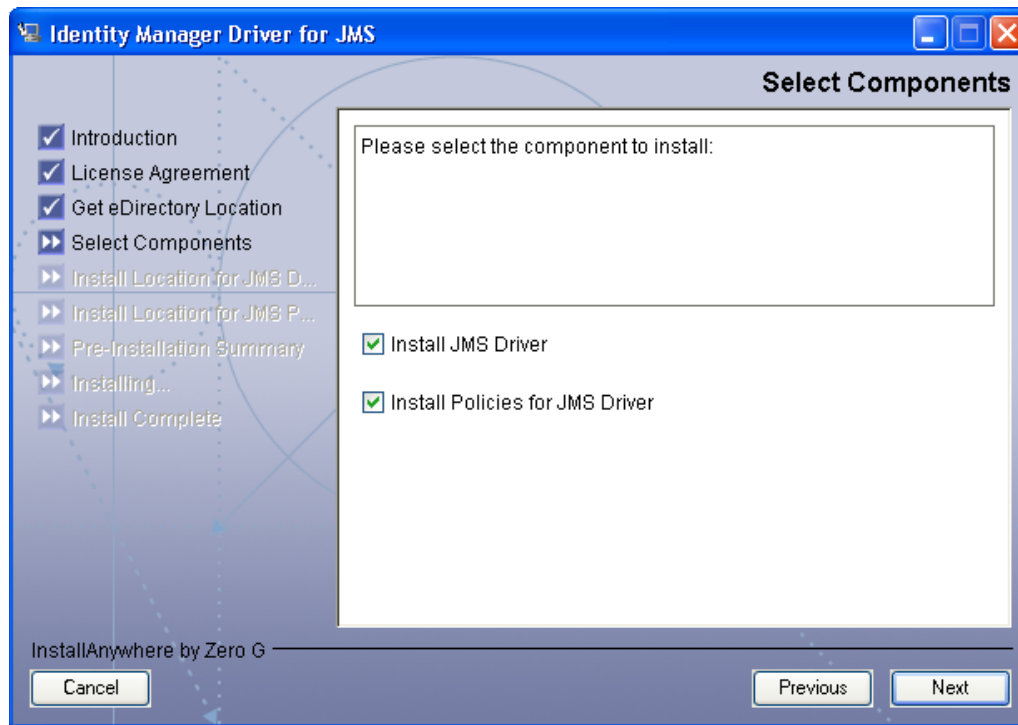 Identity Manager Driver for JMS
Select Components
Introduction
License Agreement
Get eDirectory Location
Select Components
Install Location for JMS D...
Install Location for JMS P...
Pre-Installation Summary
Installing...
Install Complete
Please select the component to install:
Install JMS Driver
Install Policies for JMS Driver
InstallAnywhere by Zero G
Cancel
Previous
Next